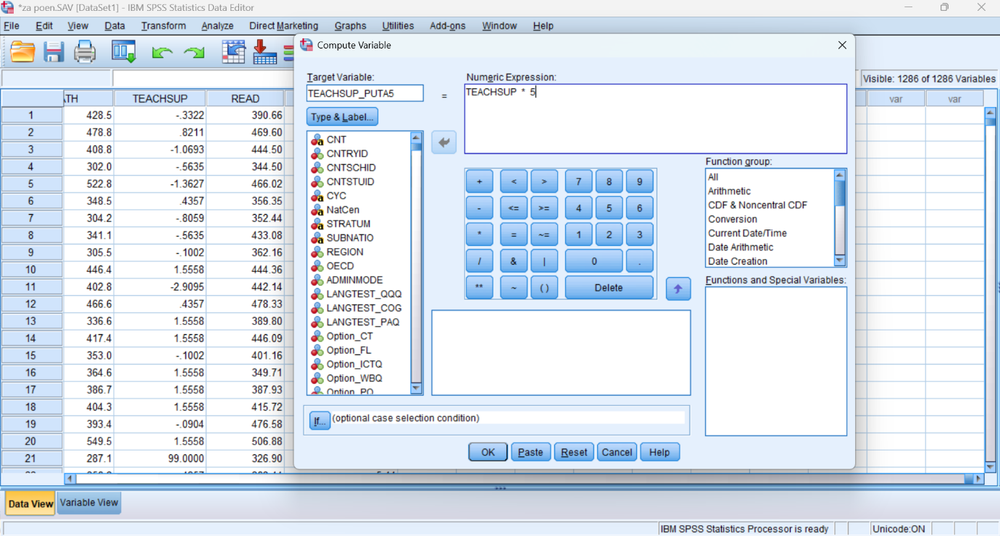 *za poen.SAV [DataSet1] - IBM SPSS Statistics Data Editor
File Edit View Data Transform Analyze Direct Marketing Graphs Utilities Add-ons Window Help
Compute Variable
Visible: 1286 of 1286 Variables
TEACHSUP READ var var
1 428.5 -.3322 390.66
2 478.8 .8211 469.60
3 408.8 -1.0693 444.50
4 302.0 -.5635 344.50
5 522.8 -1.3627 466.02
6 348.5 .4357 356.35
7 304.2 -.8059 352.44
8 341.1 -.5635 433.08
9 305.5 -.1002 362.16
10 446.4 1.5558 444.36
11 402.8 -2.9095 442.14
12 466.6 .4357 478.33
13 336.6 1.5558 389.80
14 417.4 1.5558 446.09
15 353.0 -.1002 401.16
16 364.6 1.5558 349.71
17 386.7 1.5558 387.93
18 404.3 1.5558 415.72
19 393.4 -.0904 476.58
20 549.5 1.5558 506.88
21 287.1 99.0000 326.90
Target Variable:
TEACHSUP_PUTA5
=
Numeric Expression:
TEACHSUP * 5
Type & Label...
CNT
CNTRYID
CNTSCHID
CNTSTUID
CYC
NatCen
STRATUM
SUBNATIO
REGION
OECD
ADMINMODE
LANGTEST_QQQ
LANGTEST_COG
LANGTEST_PAQ
Option_CT
Option_FL
Option_ICTQ
Option_WBQ
Option_PQ
+ < > 7 8 9
- <= >= 4 5 6
* = ~= 1 2 3
/ & | 0 .
** ~ ( ) Delete
Function group:
All
Arithmetic
CDF & Noncentral CDF
Conversion
Current Date/Time
Date Arithmetic
Date Creation
Functions and Special Variables:
If... (optional case selection condition)
OK Paste Reset Cancel Help
Data View Variable View
IBM SPSS Statistics Processor is ready Unicode:ON